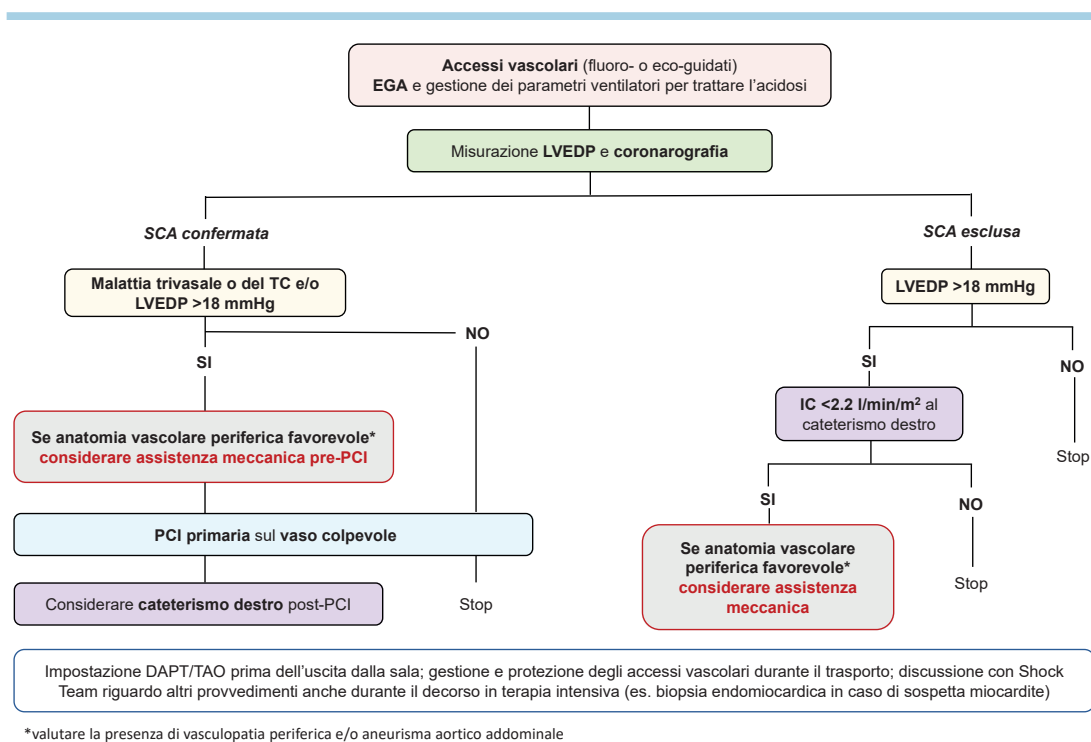 Accessi vascolari (fluoro- o eco-guidati)
EGA e gestione dei parametri ventilatori per trattare l'acidosi
Misurazione LVEDP e coronarografia
SCA confermata
SCA esclusa
Malattia trivasale o del TC e/o
LVEDP >18 mmHg
LVEDP >18 mmHg
NO
SI
SI
NO
IC <2.2 l/min/m² al
cateterismo destro
Se anatomia vascolare periferica favorevole*
considerare assistenza meccanica pre-PCI
Stop
SI
NO
PCI primaria sul vaso colpevole
Se anatomia vascolare
periferica favorevole*
considerare assistenza
meccanica
Stop
Considerare cateterismo destro post-PCI
Stop
Impostazione DAPT/TAO prima dell'uscita dalla sala; gestione e protezione degli accessi vascolari durante il trasporto; discussione con Shock
Team riguardo altri provvedimenti anche durante il decorso in terapia intensiva (es. biopsia endomiocardica in caso di sospetta miocardite)
*valutare la presenza di vasculopatia periferica e/o aneurisma aortico addominale